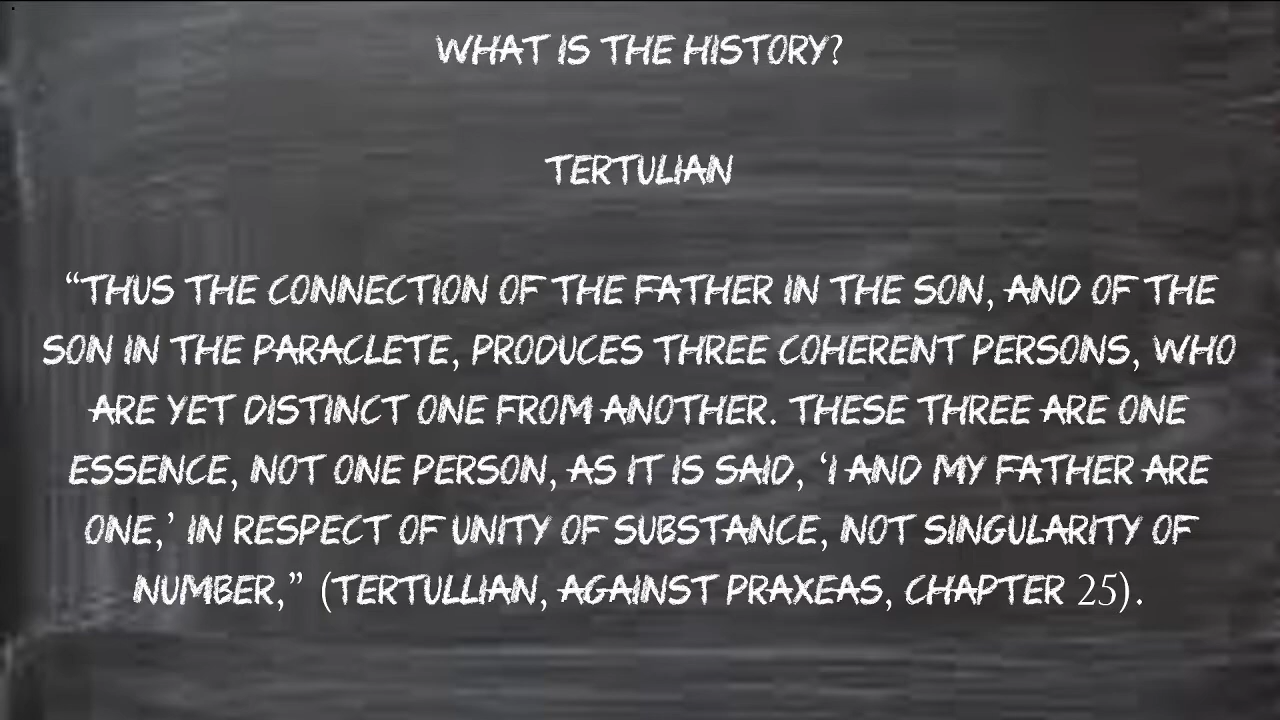 WHAT IS THE HISTORY?
TERTULIAN
“THUS THE CONNECTION OF THE FATHER IN THE SON, AND OF THE
SON IN THE PARACLETE, PRODUCES THREE COHERENT PERSONS, WHO
ARE YET DISTINCT ONE FROM ANOTHER. THESE THREE ARE ONE
ESSENCE, NOT ONE PERSON, AS IT IS SAID, ‘I AND MY FATHER ARE
ONE,’ IN RESPECT OF UNITY OF SUBSTANCE, NOT SINGULARITY OF
NUMBER,” (TERTULLIAN, AGAINST PRAXEAS, CHAPTER 25).